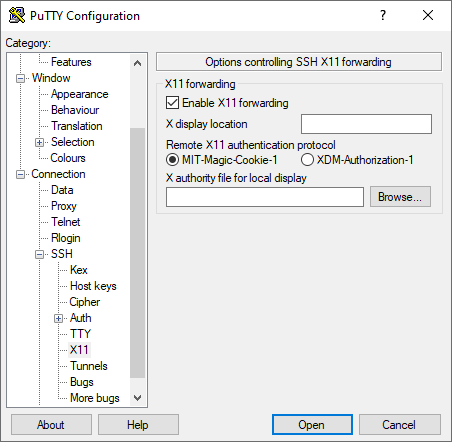 PuTTY Configuration
?
Category:
Features
Window
Appearance
Behaviour
Translation
Selection
Colours
Connection
Data
Proxy
Telnet
Rlogin
SSH
Kex
Host keys
Cipher
Auth
TTY
X11
Tunnels
Bugs
More bugs
Options controlling SSH X11 forwarding
X11 forwarding
Enable X11 forwarding
X display location
Remote X11 authentication protocol
MIT-Magic-Cookie-1 XDM-Authorization-1
X authority file for local display
Browse...
About Help Open Cancel